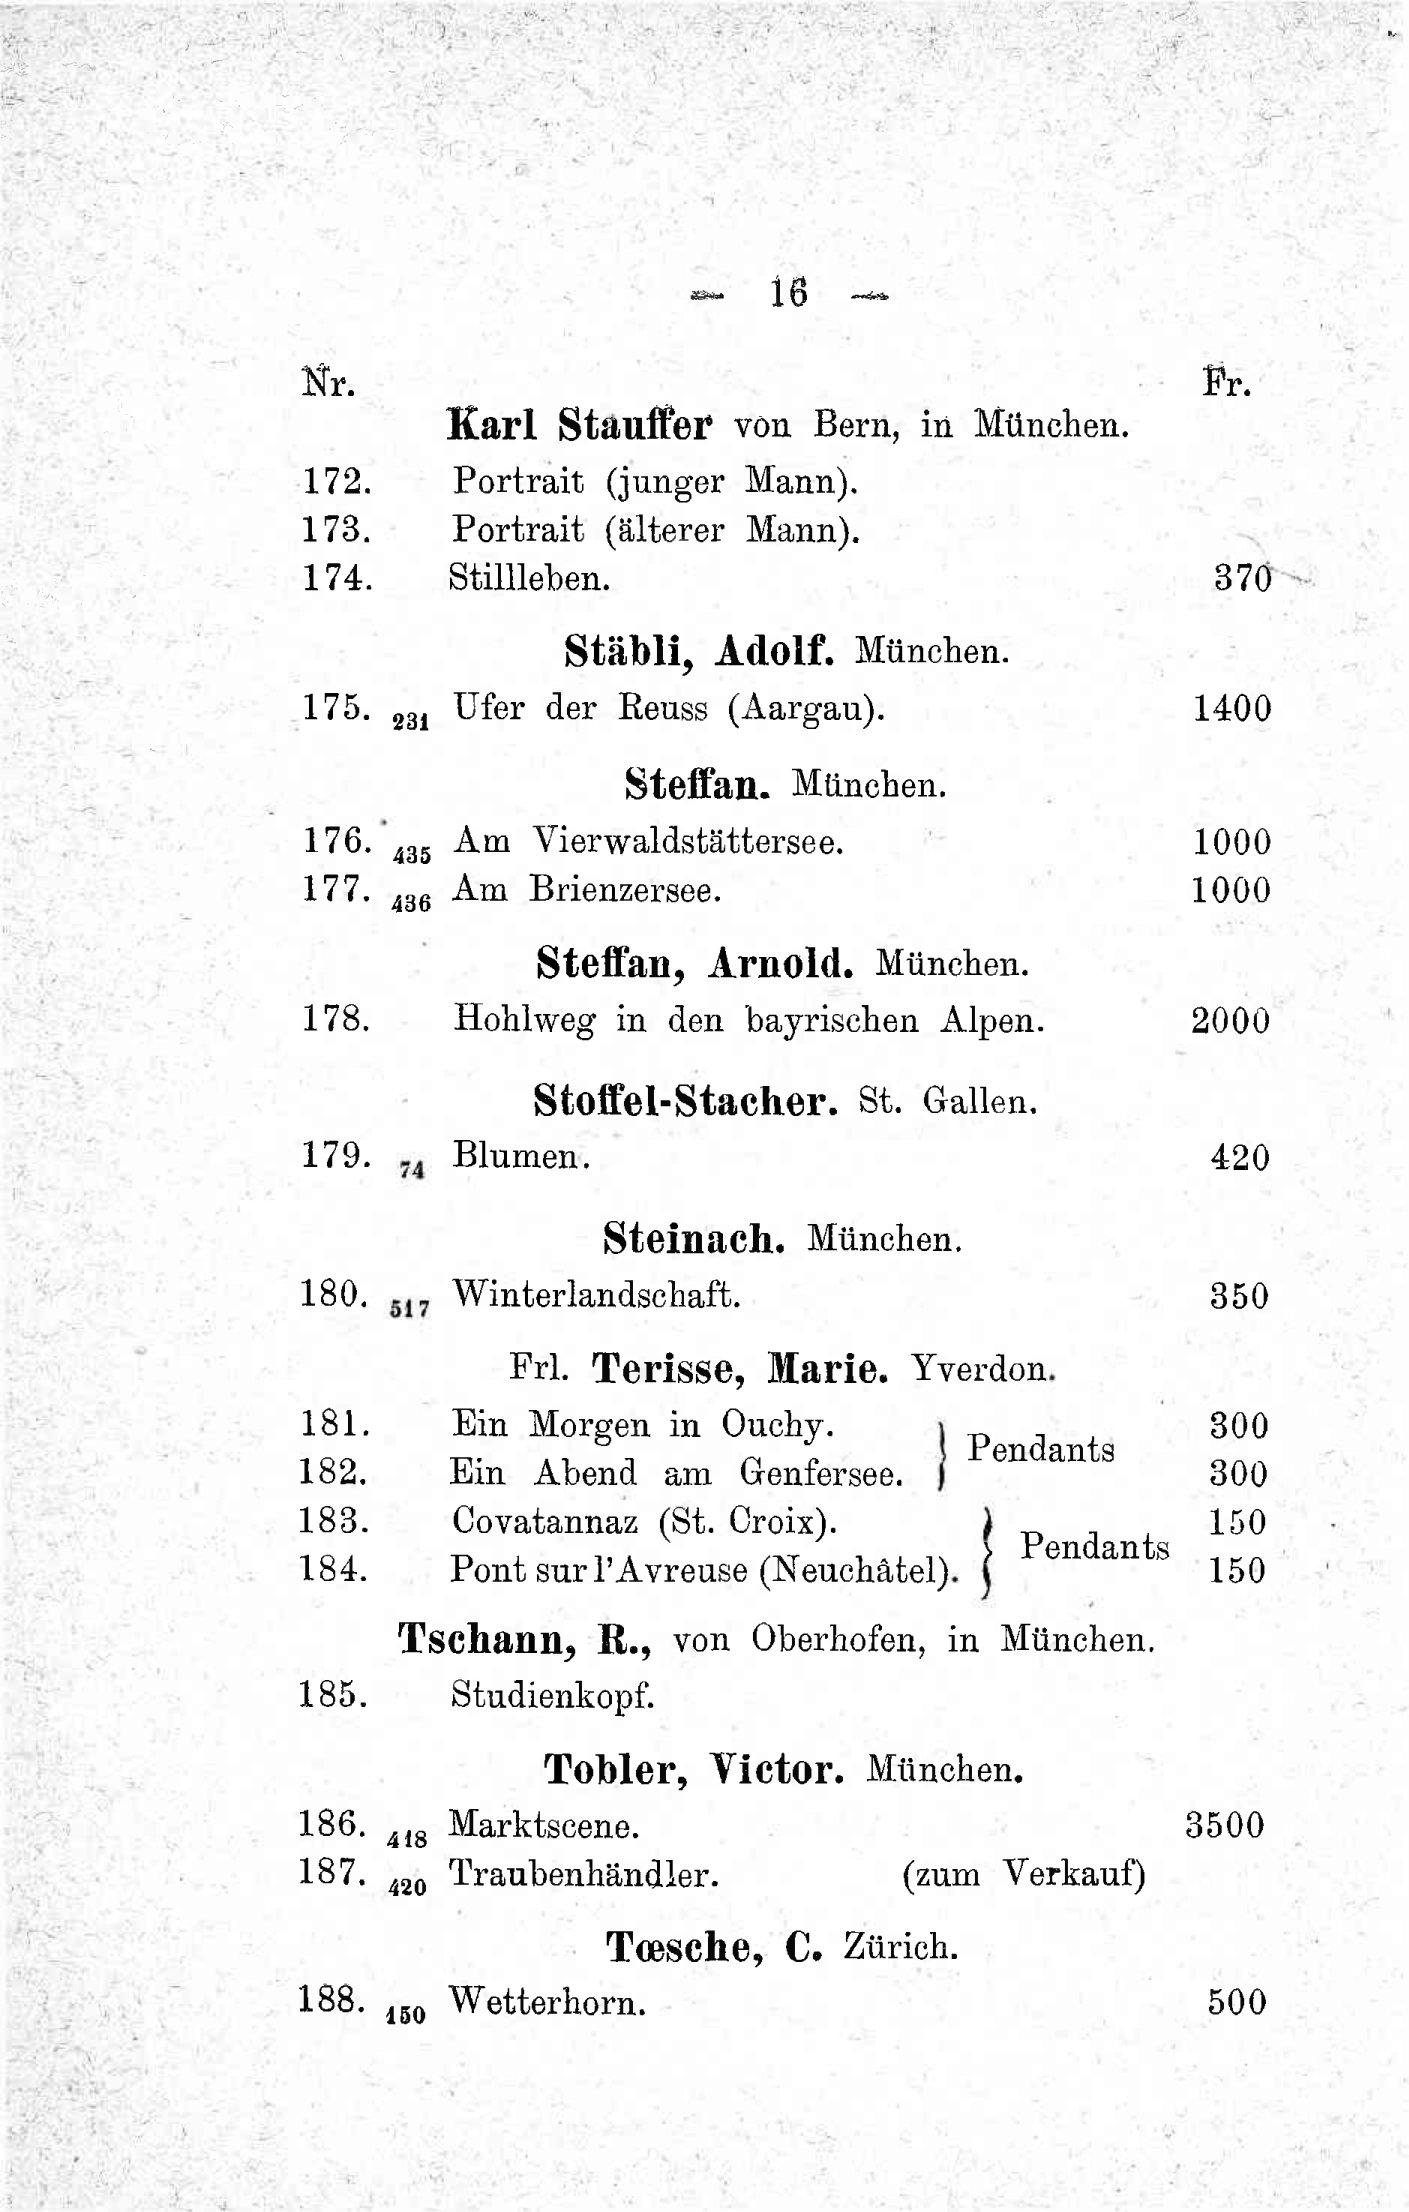 — 16 —
Nr. Fr.
Karl Stauffer von Bern, in München.
172. Portrait (junger Mann).
173. Portrait (älterer Mann).
174. Stillleben. 370
Stäbli, Adolf. München.
175. 231 Ufer der Reuss (Aargau). 1400
Steffan. München.
176. 435 Am Vierwaldstättersee. 1000
177. 436 Am Brienzersee. 1000
Steffan, Arnold. München.
178. Hohlweg in den bayrischen Alpen. 2000
Stoffel-Stacher. St. Gallen.
179. 74 Blumen. 420
Steinach. München.
180. 517 Winterlandschaft. 350
Frl. Terisse, Marie. Yverdon.
181. Ein Morgen in Ouchy. 300
} Pendants
182. Ein Abend am Genfersee. 300
183. Covatannaz (St. Croix). 150
} Pendants
184. Pont sur l'Avreuse (Neuchâtel). 150
Tschann, R., von Oberhofen, in München.
185. Studienkopf.
Tobler, Victor. München.
186. 418 Marktscene. 3500
187. 420 Traubenhändler. (zum Verkauf)
Tœsche, C. Zürich.
188. 150 Wetterhorn. 500